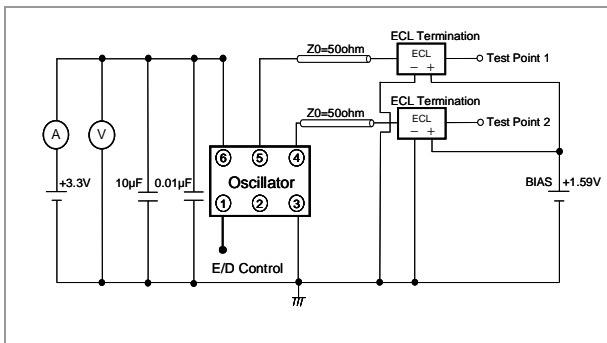 ECL Termination
Z0=50ohm
ECL
− +
Test Point 1
ECL Termination
Z0=50ohm
ECL
− +
Test Point 2
A
V
6
5
4
+3.3V
10µF
0.01µF
Oscillator
BIAS
+1.59V
1
2
3
E/D Control